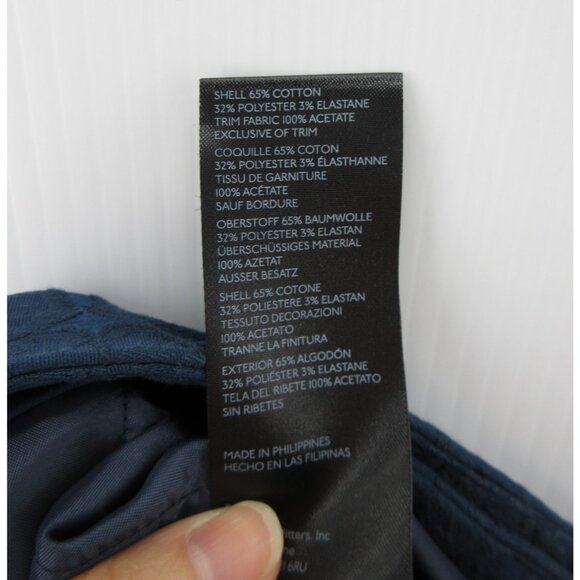 SHELL 65% COTTON
32% POLYESTER 3% ELASTANE
TRIM FABRIC 100% ACETATE
EXCLUSIVE OF TRIM
COQUILLE 65% COTON
32% POLYESTER 3% ÉLASTHANNE
TISSU DE GARNITURE
100% ACÉTATE
SAUF BORDURE
OBERSTOFF 65% BAUMWOLLE
32% POLYESTER 3% ELASTAN
ÜBERSCHÜSSIGES MATERIAL
100% AZETAT
AUSSER BESATZ
SHELL 65% COTONE
32% POLIESTERE 3% ELASTAN
TESSUTO DECORAZIONI
100% ACETATO
TRANNE LA FINITURA
EXTERIOR 65% ALGODÓN
32% POLIÉSTER 3% ELASTANE
TELA DEL RIBETE 100% ACETATO
SIN RIBETES
MADE IN PHILIPPINES
HECHO EN LAS FILIPINAS
tters, Inc
ne
6RU